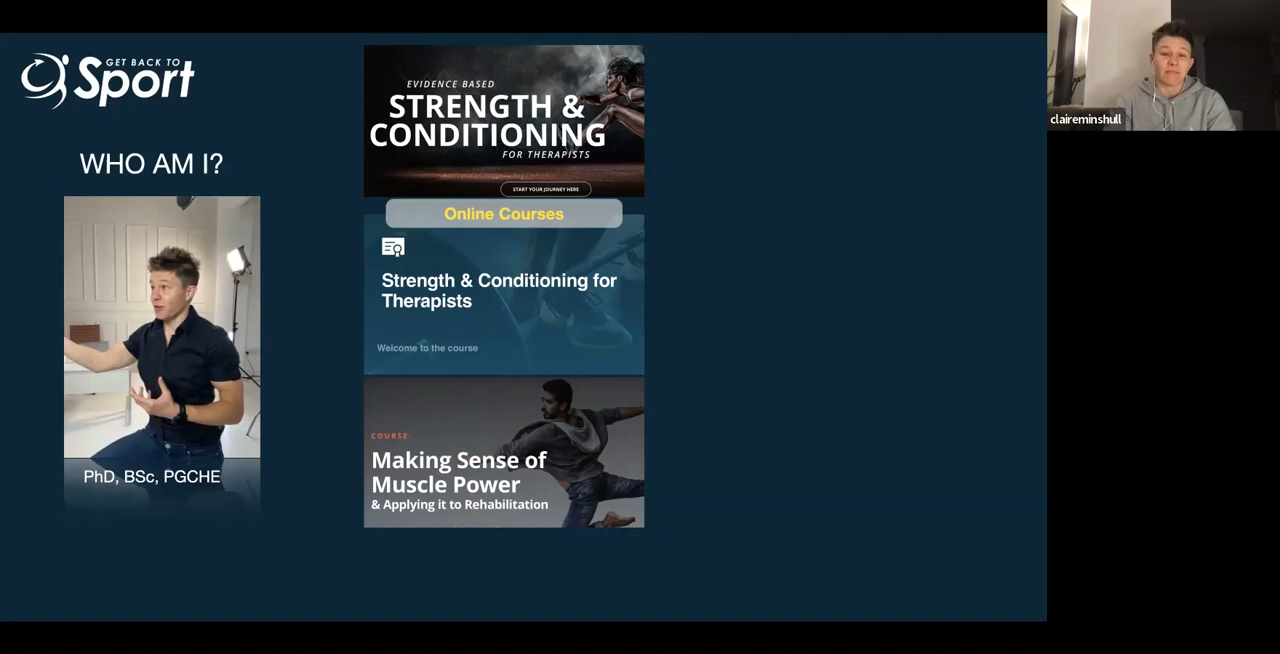 GET BACK TO
Sport
WHO AM I?
PhD, BSc, PGCHE
EVIDENCE BASED
STRENGTH &
CONDITIONING
FOR THERAPISTS
START YOUR JOURNEY HERE
Online Courses
Strength & Conditioning for
Therapists
Welcome to the course
COURSE:
Making Sense of
Muscle Power
& Applying it to Rehabilitation
claireminshull